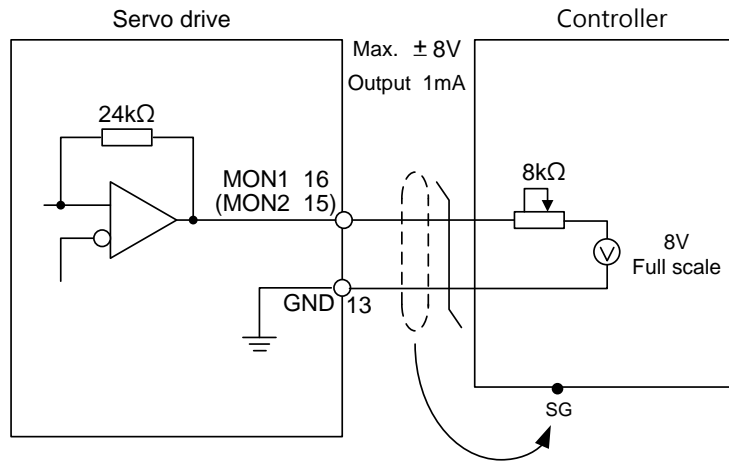 Servo drive
Controller
Max. ± 8V
Output 1mA
24kΩ
MON1 16
(MON2 15)
8kΩ
V
8V
Full scale
GND 13
SG